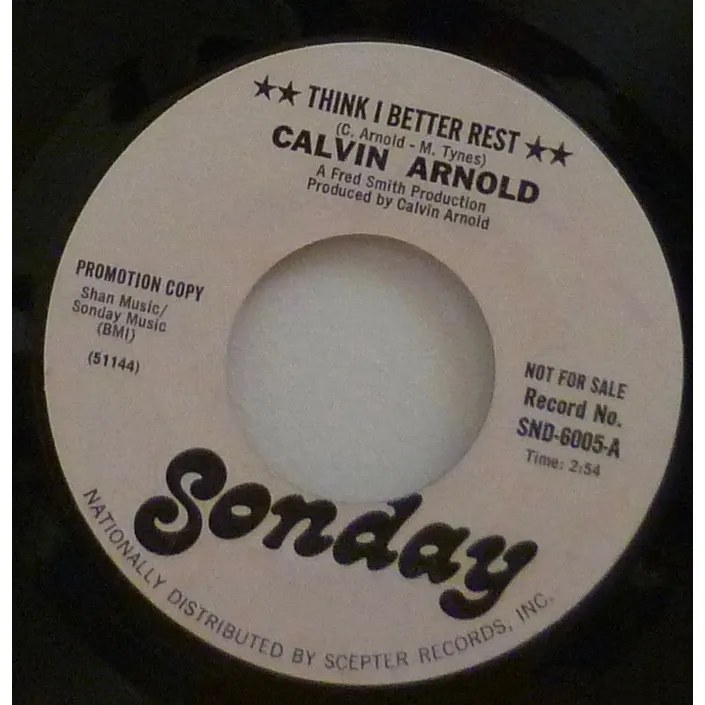 ★★ THINK I BETTER REST ★★
(C. Arnold - M. Tynes)
CALVIN ARNOLD
A Fred Smith Production
Produced by Calvin Arnold
PROMOTION COPY
Shan Music/
Sonday Music
(BMI)
(51144)
NOT FOR SALE
Record No.
SND-6005-A
Time: 2:54
Sonday
NATIONALLY DISTRIBUTED BY SCEPTER RECORDS, INC.